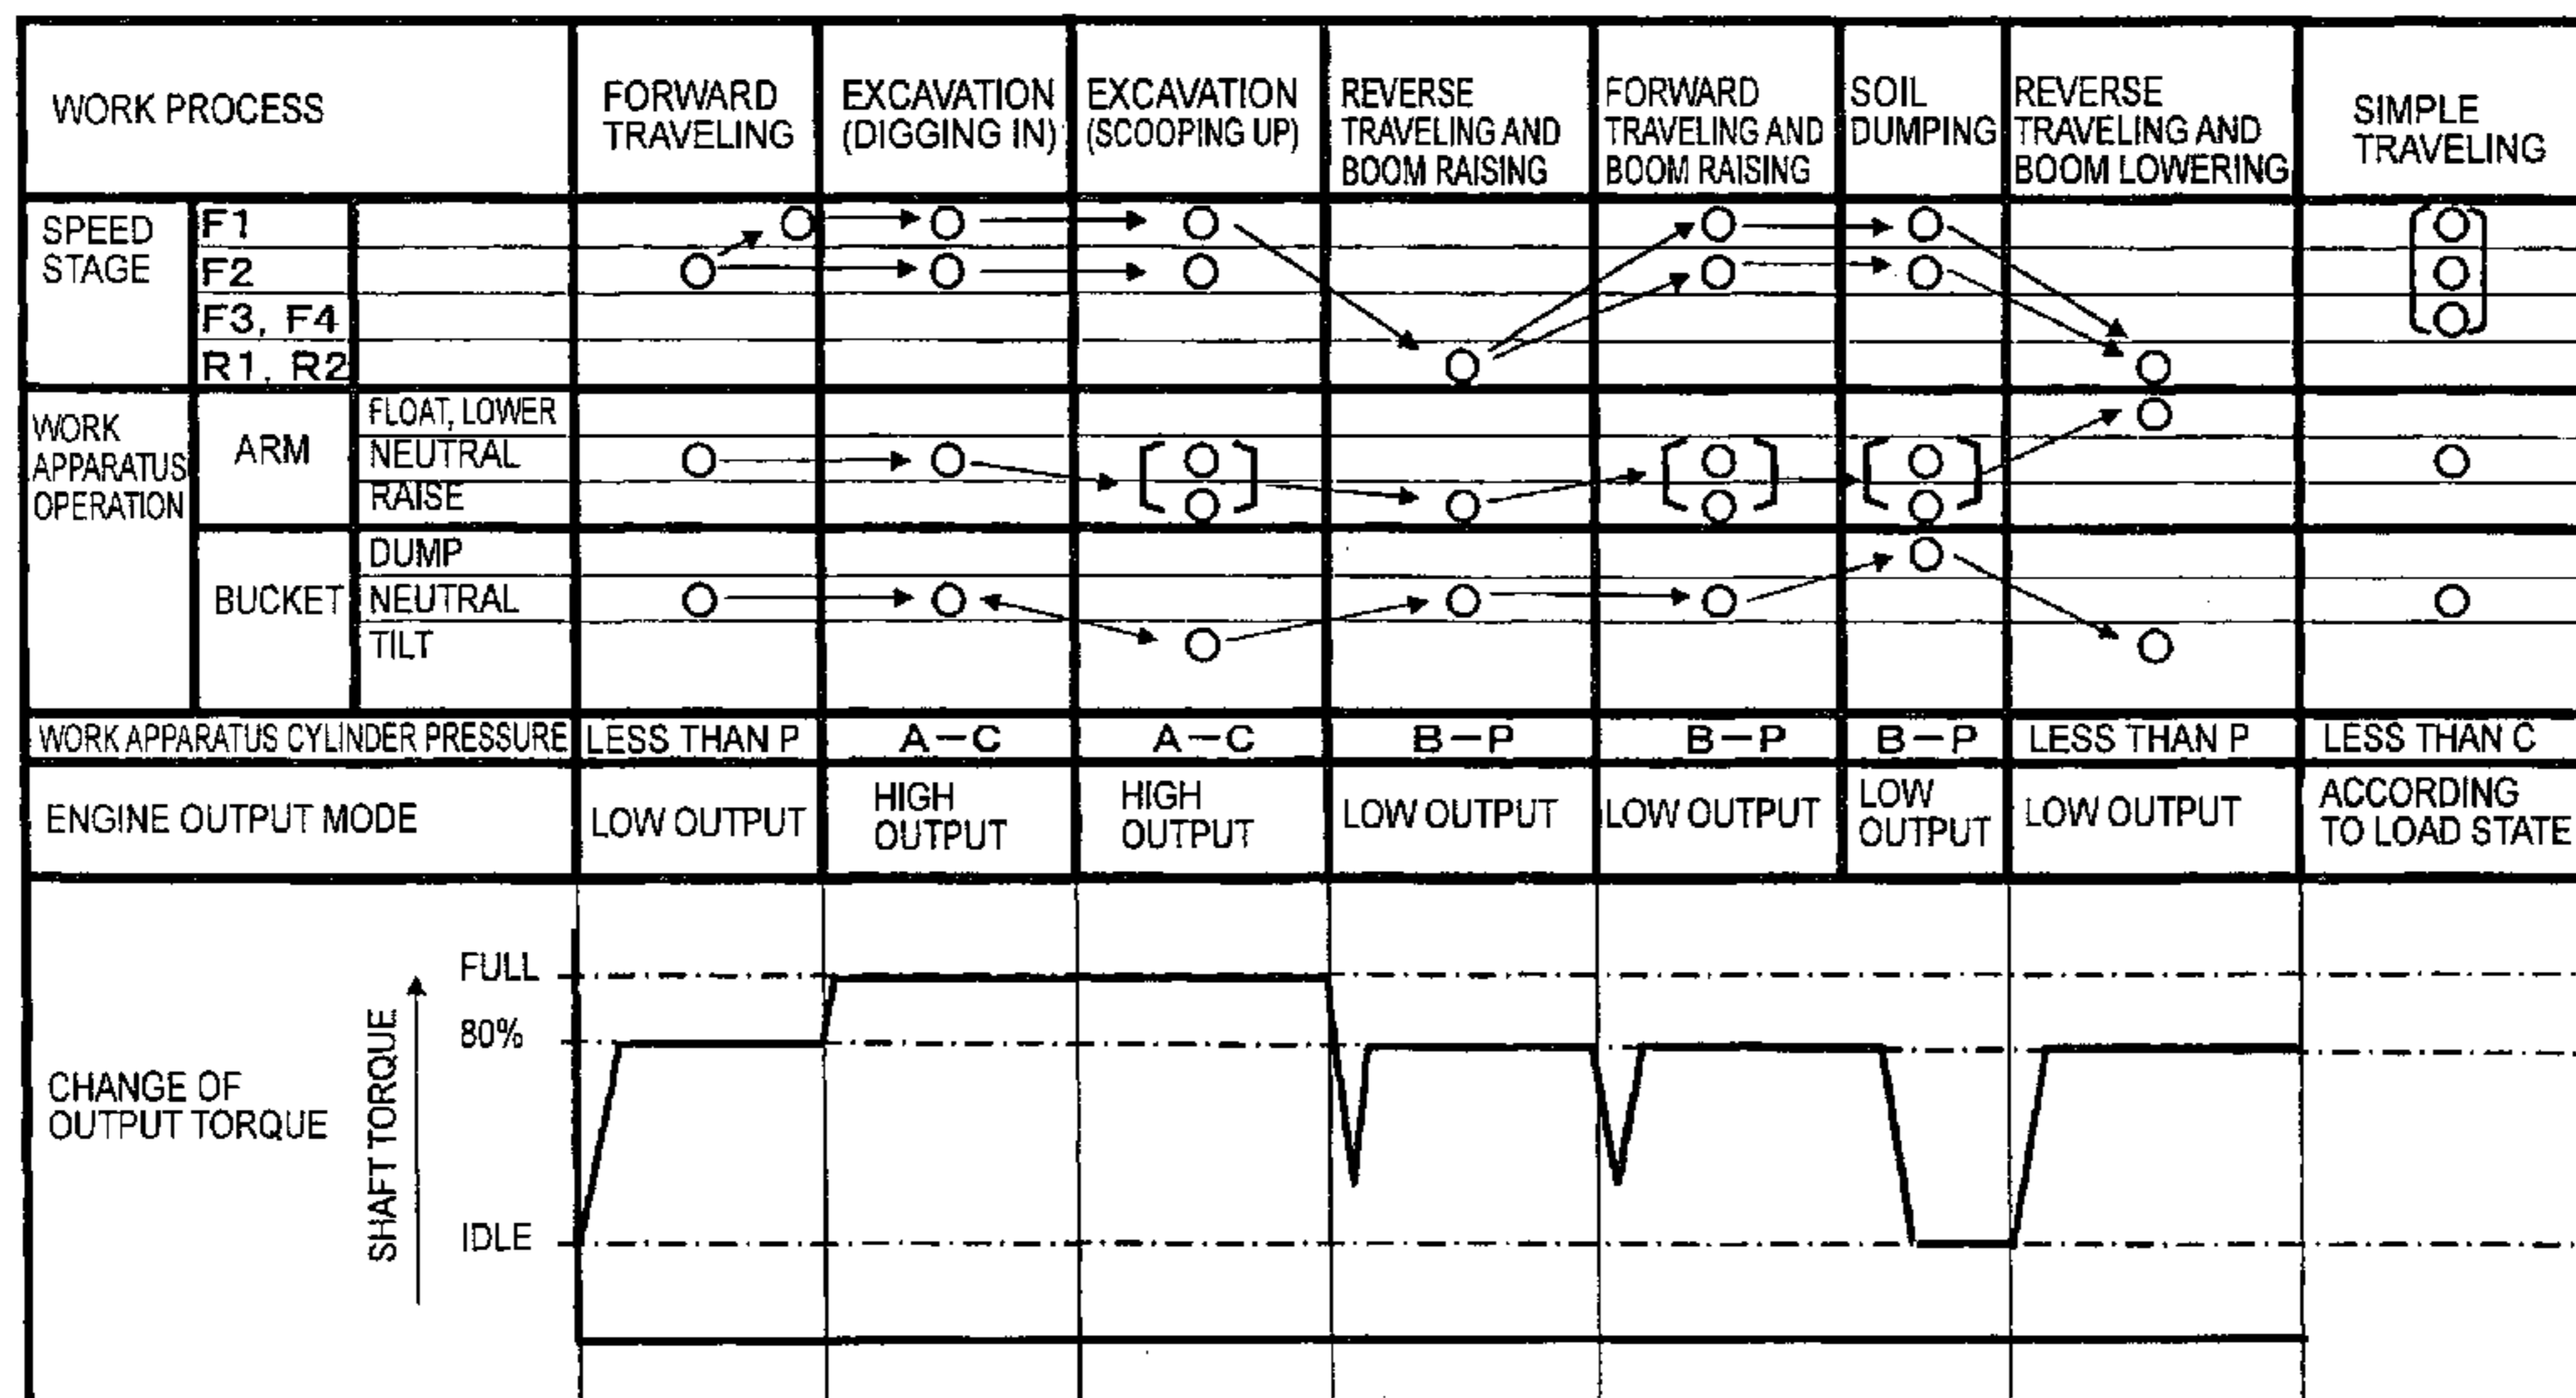 WORK PROCESS
FORWARD
TRAVELING
EXCAVATION
(DIGGING IN)
EXCAVATION
(SCOOPING UP)
REVERSE
TRAVELING AND
BOOM RAISING
FORWARD
TRAVELING AND
BOOM RAISING
SOIL
DUMPING
REVERSE
TRAVELING AND
BOOM LOWERING
SIMPLE
TRAVELING
SPEED
STAGE
F1
F2
F3, F4
R1, R2
WORK
APPARATUS
OPERATION
ARM
FLOAT, LOWER
NEUTRAL
RAISE
BUCKET
DUMP
NEUTRAL
TILT
WORK APPARATUS CYLINDER PRESSURE
LESS THAN P
A-C
A-C
B-P
B-P
B-P
LESS THAN P
LESS THAN C
ENGINE OUTPUT MODE
LOW OUTPUT
HIGH
OUTPUT
HIGH
OUTPUT
LOW OUTPUT
LOW OUTPUT
LOW
OUTPUT
LOW OUTPUT
ACCORDING
TO LOAD STATE
CHANGE OF
OUTPUT TORQUE
SHAFT TORQUE
FULL
80%
IDLE